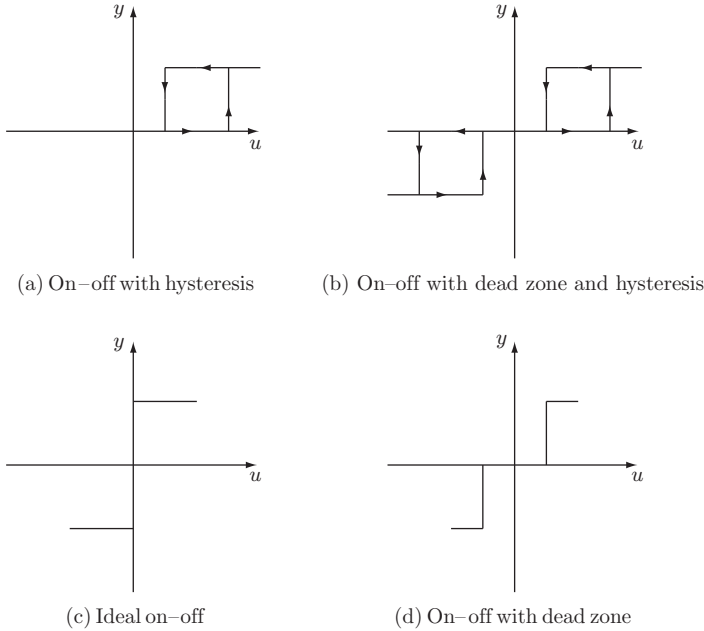 y
y
u
u
(a) On–off with hysteresis
(b) On–off with dead zone and hysteresis
y
y
u
u
(c) Ideal on–off
(d) On–off with dead zone